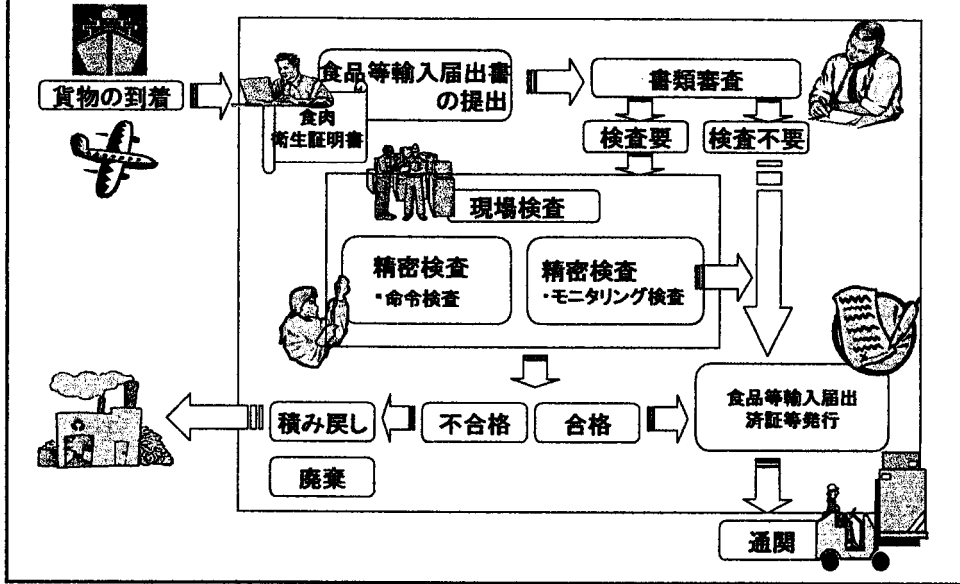 貨物の到着
食品等輸入届出書
の提出
食肉
衛生証明書
書類審査
検査要
検査不要
現場検査
精密検査
・命令検査
精密検査
・モニタリング検査
積み戻し
不合格
合格
食品等輸入届出
済証等発行
廃棄
通関